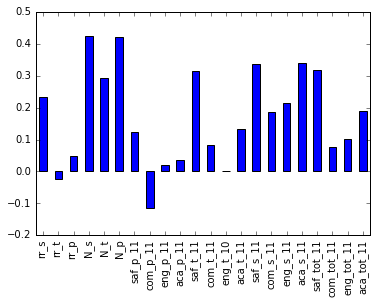 0.5
0.4
0.3
0.2
0.1
0.0
−0.1
−0.2
rr_s
rr_t
rr_p
N_s
N_t
N_p
saf_p_11
com_p_11
eng_p_11
aca_p_11
saf_t_11
com_t_11
eng_t_10
aca_t_11
saf_s_11
com_s_11
eng_s_11
aca_s_11
saf_tot_11
com_tot_11
eng_tot_11
aca_tot_11